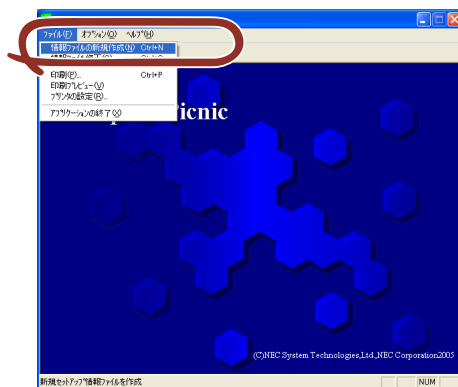 ファイル(F) オプション(O) ヘルプ(H)
情報ファイルの新規作成(N) Ctrl+N
印刷(P)... Ctrl+P
印刷プレビュー(V)
プリンタの設定(R)...
アプリケーションの終了(X)
Picnic
(C)NEC System Technologies,Ltd.,NEC Corporation2005
新規セットアップ情報ファイルを作成
NUM